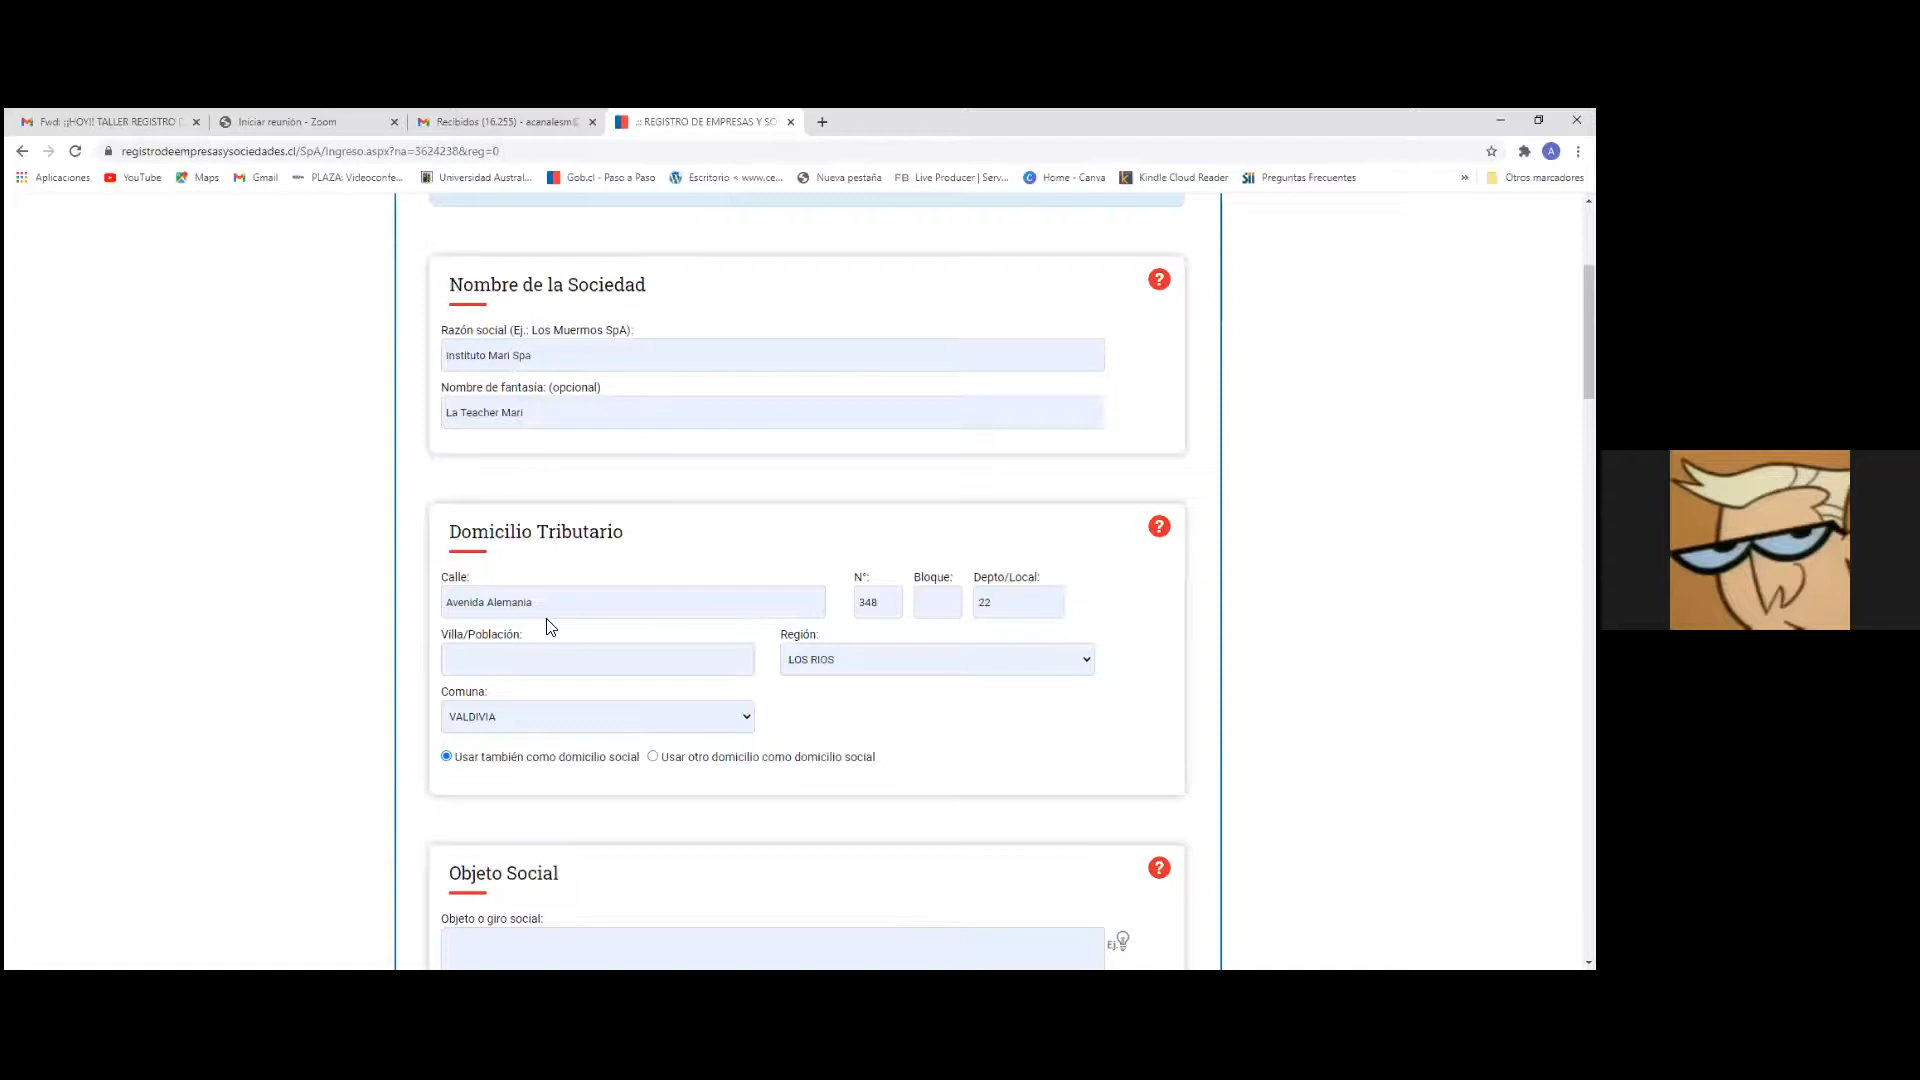 Fwd: ¡¡HOY!! TALLER REGISTRO
Iniciar reunión - Zoom
Recibidos (16.255) - acanalesm
.:: REGISTRO DE EMPRESAS Y SO
registrodeempresasysociedades.cl/SpA/Ingreso.aspx?na=3624238&reg=0
A
Aplicaciones
YouTube
Maps
Gmail
PLAZA: Videoconfe...
Universidad Austral...
Gob.cl - Paso a Paso
Escritorio < www.ce...
Nueva pestaña
FB Live Producer | Serv...
Home - Canva
Kindle Cloud Reader
SII Preguntas Frecuentes
»
Otros marcadores
Nombre de la Sociedad
?
Razón social (Ej.: Los Muermos SpA):
Instituto Mari Spa
Nombre de fantasía: (opcional)
La Teacher Mari
Domicilio Tributario
?
Calle: N°: Bloque: Depto/Local:
Avenida Alemania 348 22
Villa/Población: Región:
LOS RIOS
Comuna:
VALDIVIA
Usar también como domicilio social Usar otro domicilio como domicilio social
Objeto Social
?
Objeto o giro social:
Ej.